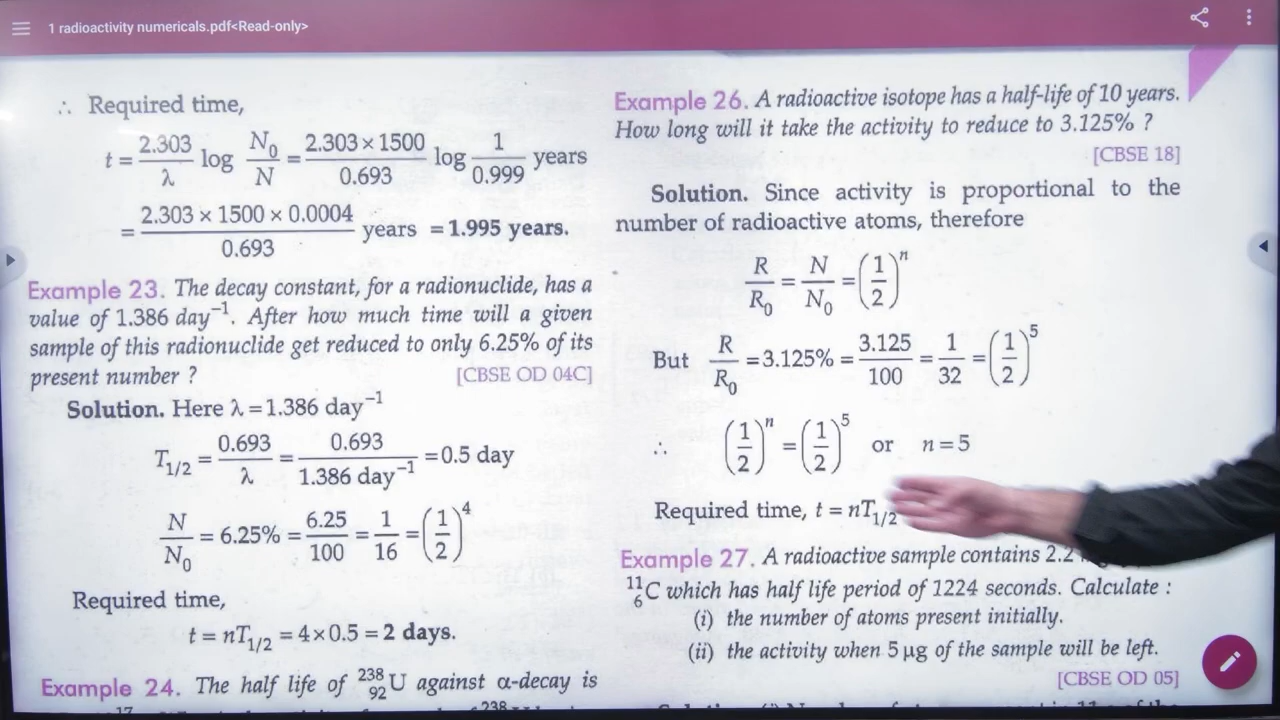 1 radioactivity numericals.pdf<Read-only>
∴ Required time,
t = 2.303/λ log N₀/N = 2.303 × 1500/0.693 log 1/0.999 years
= 2.303 × 1500 × 0.0004/0.693 years = 1.995 years.
Example 23. The decay constant, for a radionuclide, has a
value of 1.386 day⁻¹. After how much time will a given
sample of this radionuclide get reduced to only 6.25% of its
present number ? [CBSE OD 04C]
Solution. Here λ = 1.386 day⁻¹
T₁/₂ = 0.693/λ = 0.693/1.386 day⁻¹ = 0.5 day
N/N₀ = 6.25% = 6.25/100 = 1/16 = (1/2)⁴
Required time,
t = nT₁/₂ = 4 × 0.5 = 2 days.
Example 24. The half life of ²³⁸₉₂U against α-decay is
Example 26. A radioactive isotope has a half-life of 10 years.
How long will it take the activity to reduce to 3.125% ?
[CBSE 18]
Solution. Since activity is proportional to the
number of radioactive atoms, therefore
R/R₀ = N/N₀ = (1/2)ⁿ
But R/R₀ = 3.125% = 3.125/100 = 1/32 = (1/2)⁵
∴ (1/2)ⁿ = (1/2)⁵ or n = 5
Required time, t = nT₁/₂
Example 27. A radioactive sample contains 2.2
¹¹₆C which has half life period of 1224 seconds. Calculate :
(i) the number of atoms present initially.
(ii) the activity when 5 µg of the sample will be left.
[CBSE OD 05]